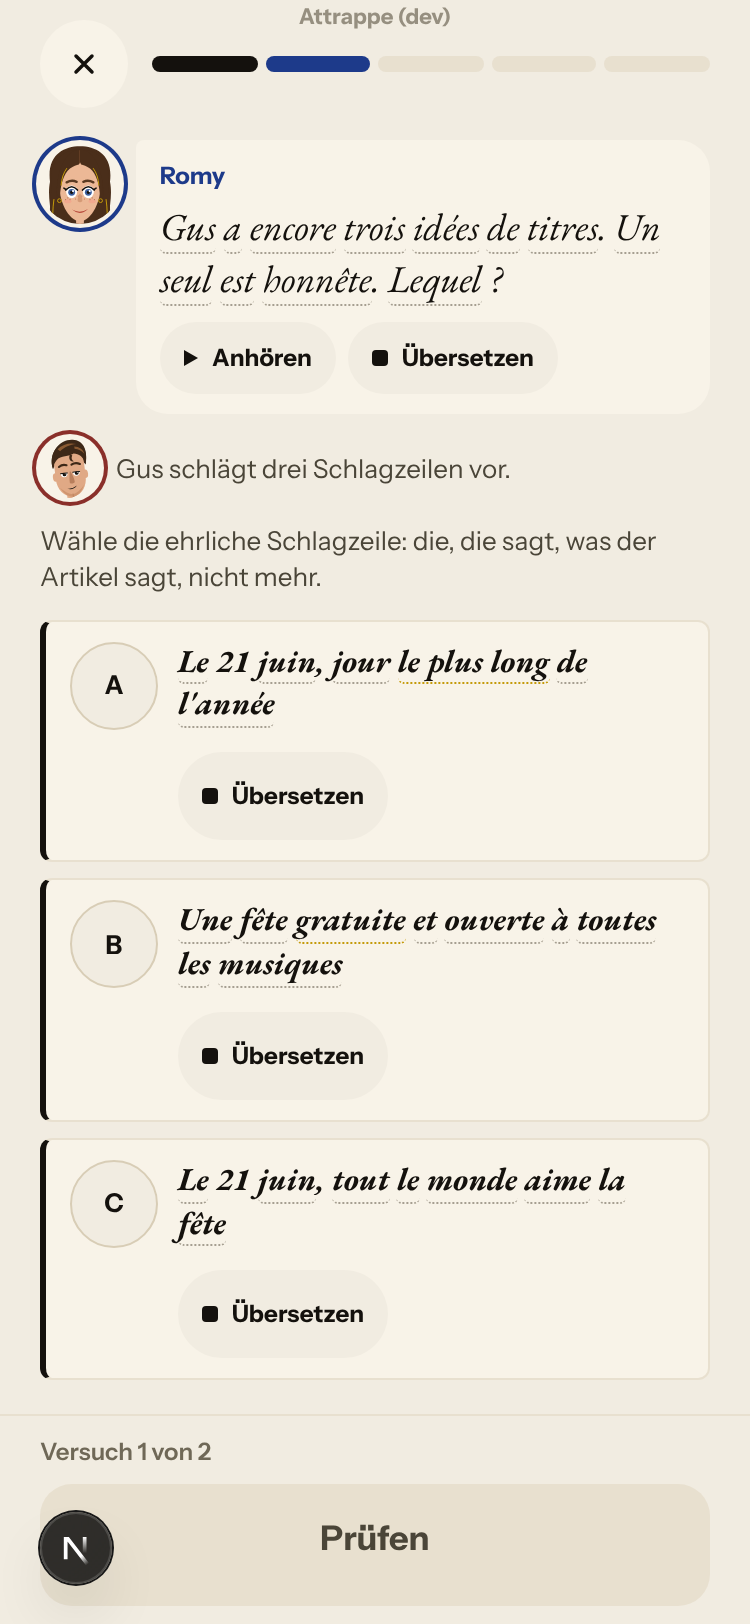 Attrappe (dev)
Romy
Gus a encore trois idées de titres. Un
seul est honnête. Lequel ?
Anhören
Übersetzen
Gus schlägt drei Schlagzeilen vor.
Wähle die ehrliche Schlagzeile: die, die sagt, was der
Artikel sagt, nicht mehr.
A
Le 21 juin, jour le plus long de
l'année
Übersetzen
B
Une fête gratuite et ouverte à toutes
les musiques
Übersetzen
C
Le 21 juin, tout le monde aime la
fête
Übersetzen
Versuch 1 von 2
Prüfen
N